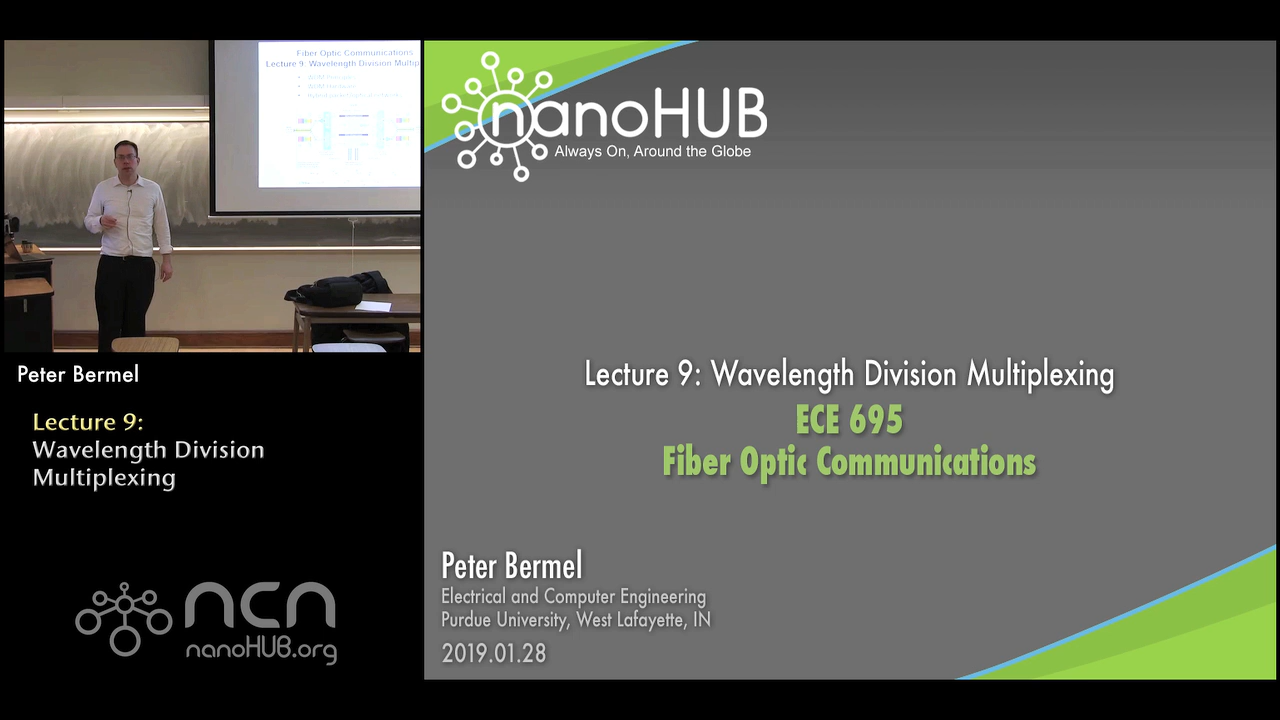 Fiber Optic Communications
Lecture 9: Wavelength Division Multip
Peter Bermel
Lecture 9:
Wavelength Division
Multiplexing
ncn
nanoHUB.org
nanoHUB
Always On, Around the Globe
Lecture 9: Wavelength Division Multiplexing
ECE 695
Fiber Optic Communications
Peter Bermel
Electrical and Computer Engineering
Purdue University, West Lafayette, IN
2019.01.28